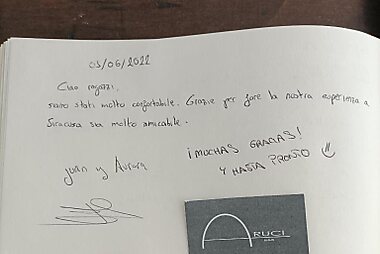 03/06/2022
Ciao ragazzi,
siamo stati molto confortabile. Grazie per fare la nostra esperienza a
Siracusa sia molto amicabile.
Juan y Aurora
¡MUCHAS GRACIAS!
Y HASTA PRONTO
ARUCI